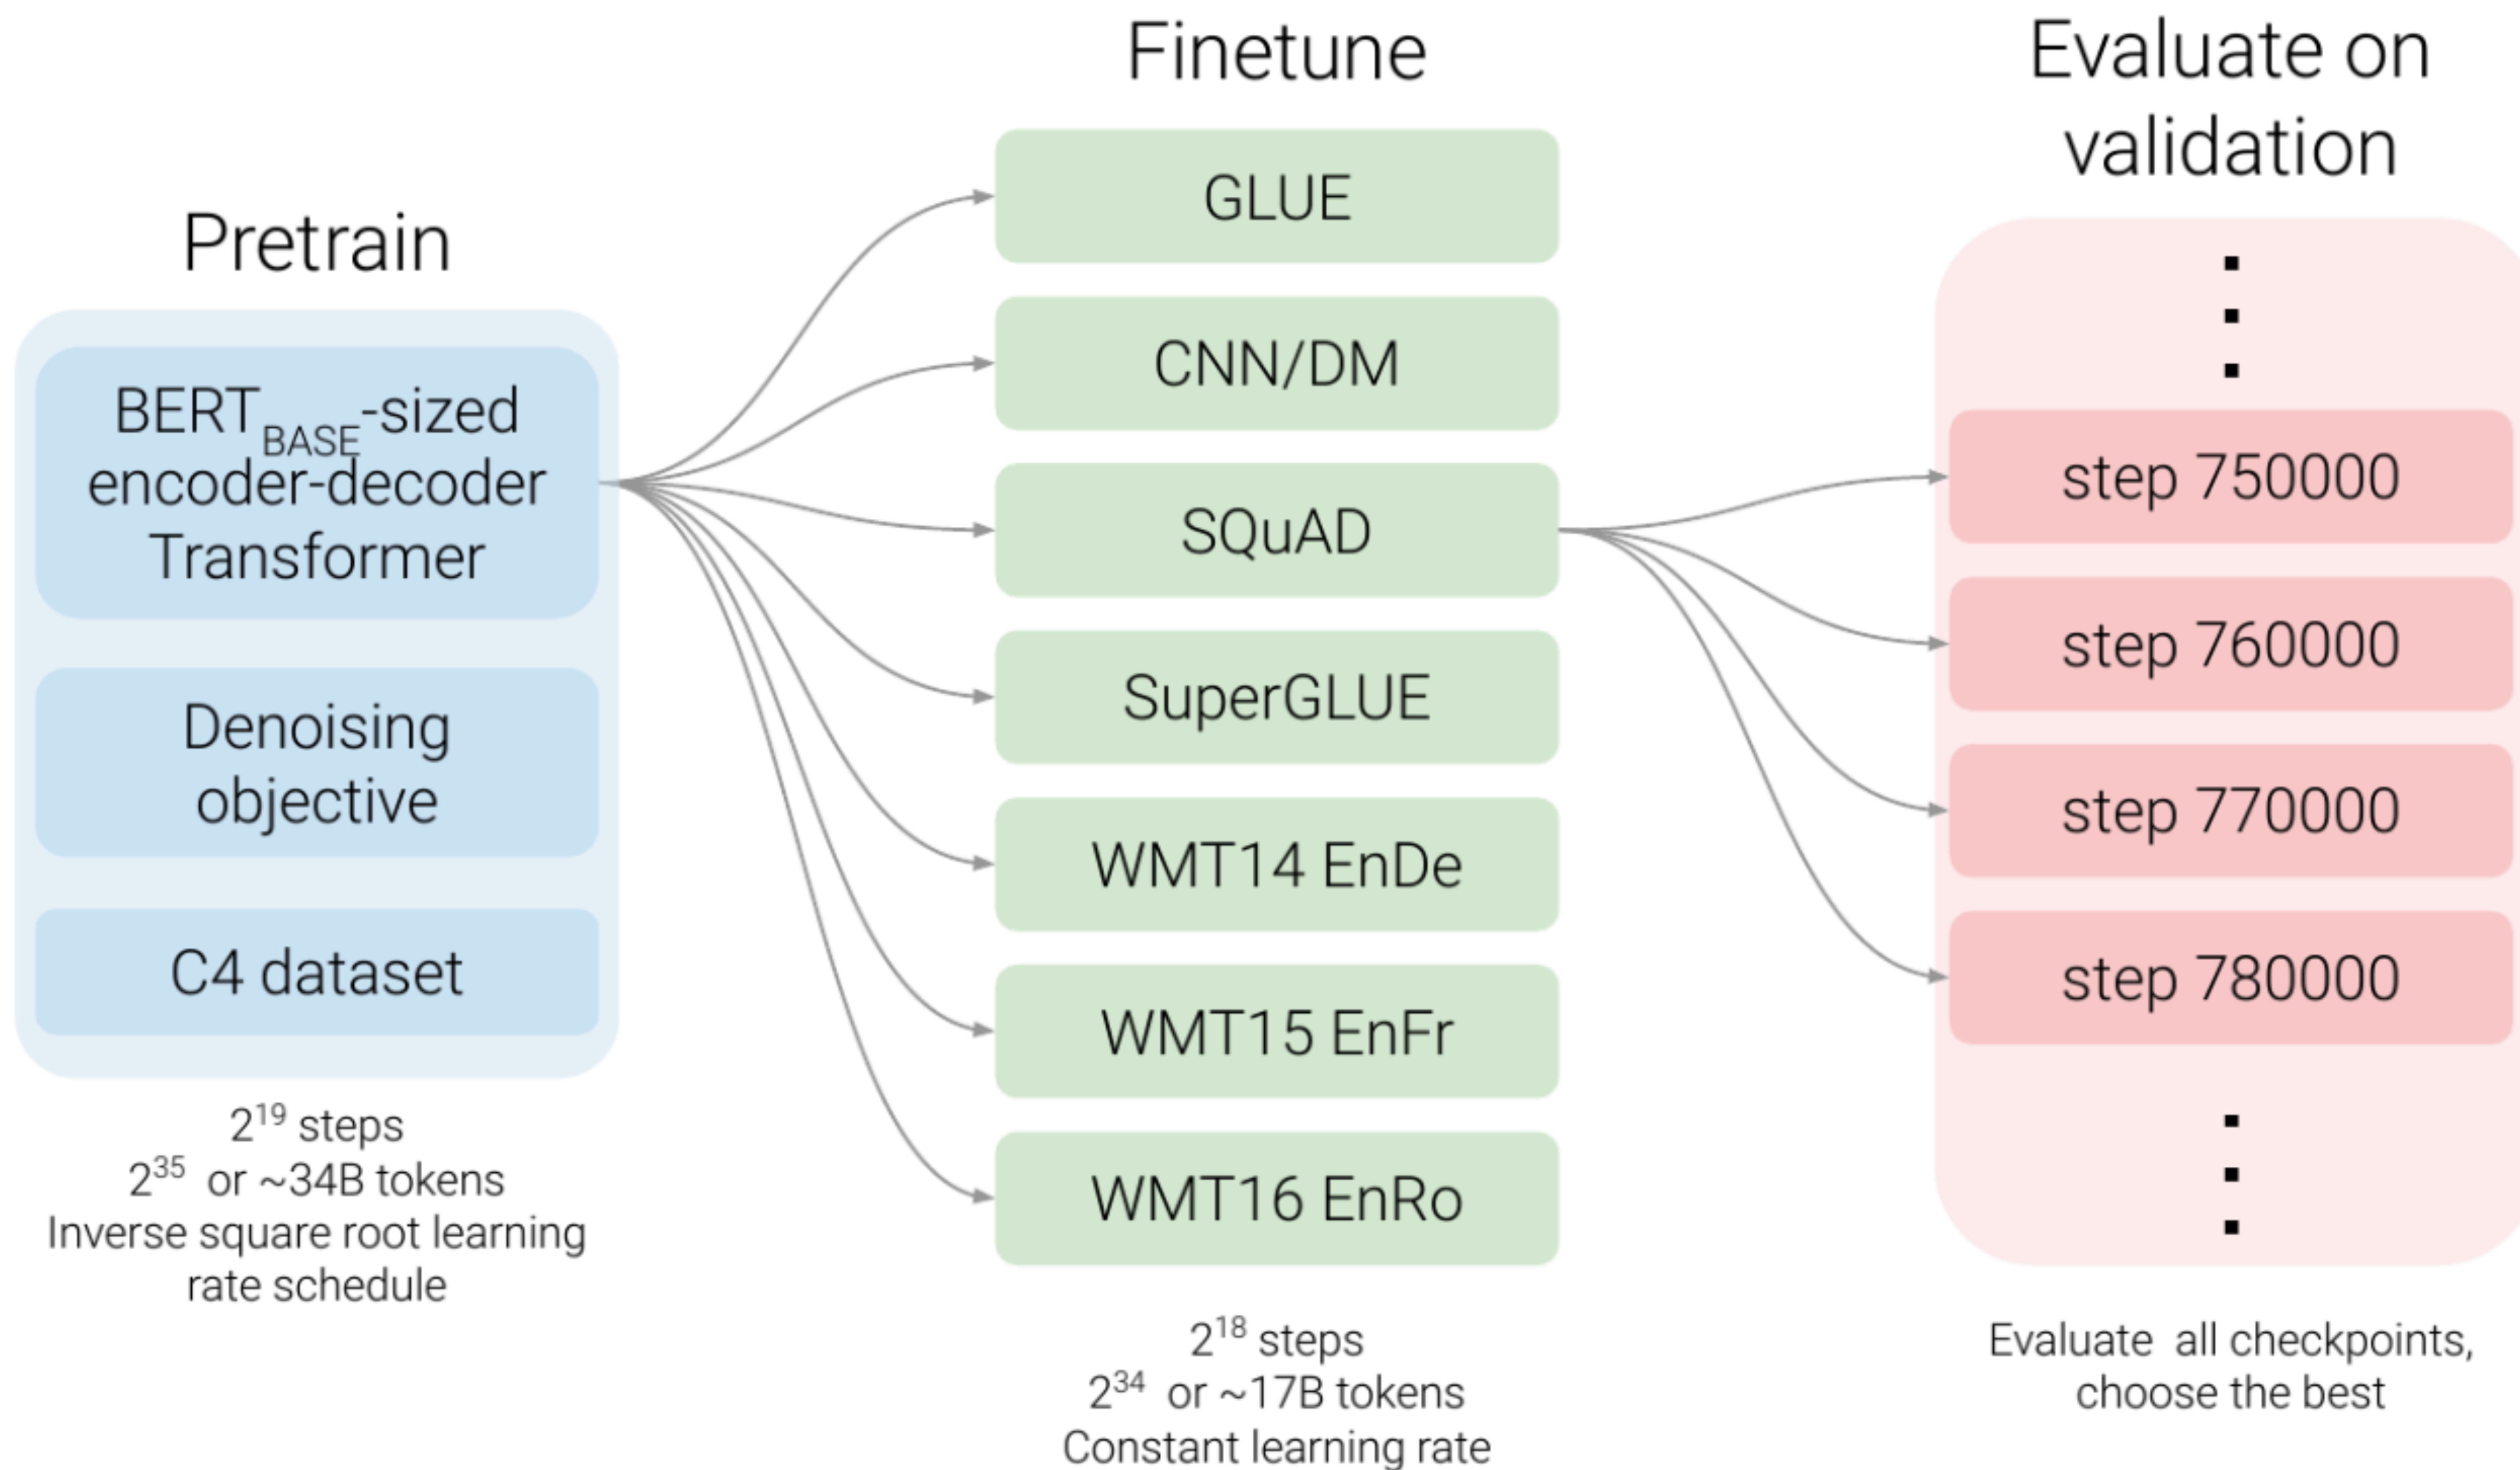 Pretrain
BERT_BASE-sized
encoder-decoder
Transformer
Denoising
objective
C4 dataset
2^19 steps
2^35 or ~34B tokens
Inverse square root learning
rate schedule
Finetune
GLUE
CNN/DM
SQuAD
SuperGLUE
WMT14 EnDe
WMT15 EnFr
WMT16 EnRo
2^18 steps
2^34 or ~17B tokens
Constant learning rate
Evaluate on
validation
step 750000
step 760000
step 770000
step 780000
Evaluate all checkpoints,
choose the best